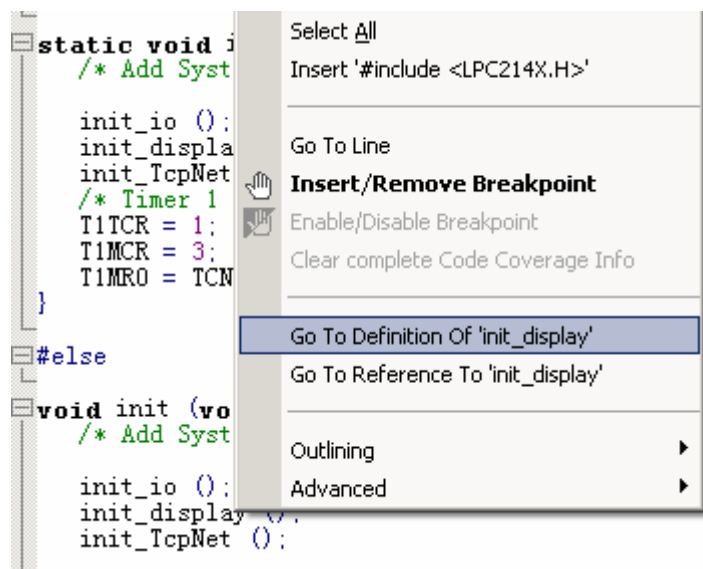 static void i
/* Add Syst
init_io ();
init_displa
init_TcpNet
/* Timer 1
T1TCR = 1;
T1MCR = 3;
T1MR0 = TCN
}
#else
void init (vo
/* Add Syst
init_io ();
init_display ();
init_TcpNet ();
Select All
Insert '#include <LPC214X.H>'
Go To Line
Insert/Remove Breakpoint
Enable/Disable Breakpoint
Clear complete Code Coverage Info
Go To Definition Of 'init_display'
Go To Reference To 'init_display'
Outlining
Advanced